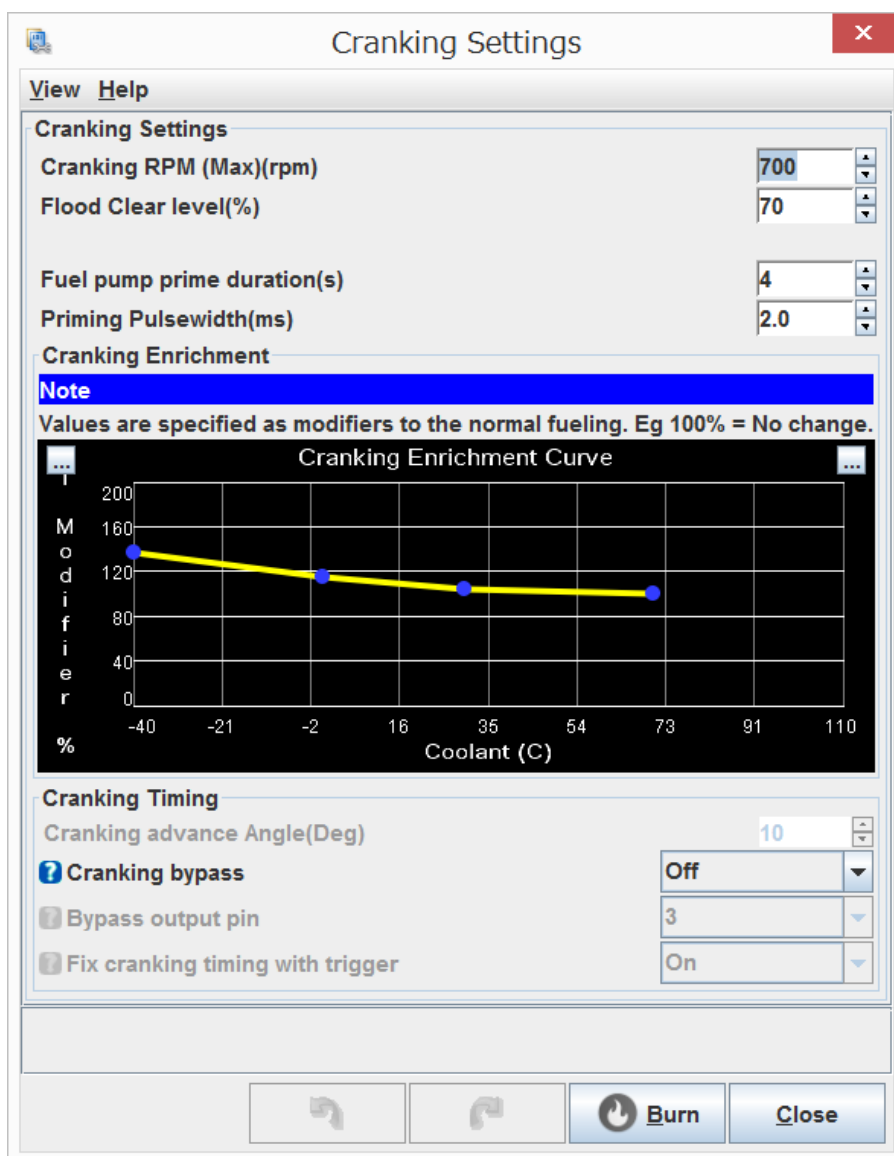 Cranking Settings
View Help
Cranking Settings
Cranking RPM (Max)(rpm) 700
Flood Clear level(%) 70
Fuel pump prime duration(s) 4
Priming Pulsewidth(ms) 2.0
Cranking Enrichment
Note
Values are specified as modifiers to the normal fueling. Eg 100% = No change.
... Cranking Enrichment Curve ...
Modifier %
200
160
120
80
40
0
-40 -21 -2 16 35 54 73 91 110
Coolant (C)
Cranking Timing
Cranking advance Angle(Deg) 10
? Cranking bypass Off
? Bypass output pin 3
? Fix cranking timing with trigger On
Burn Close